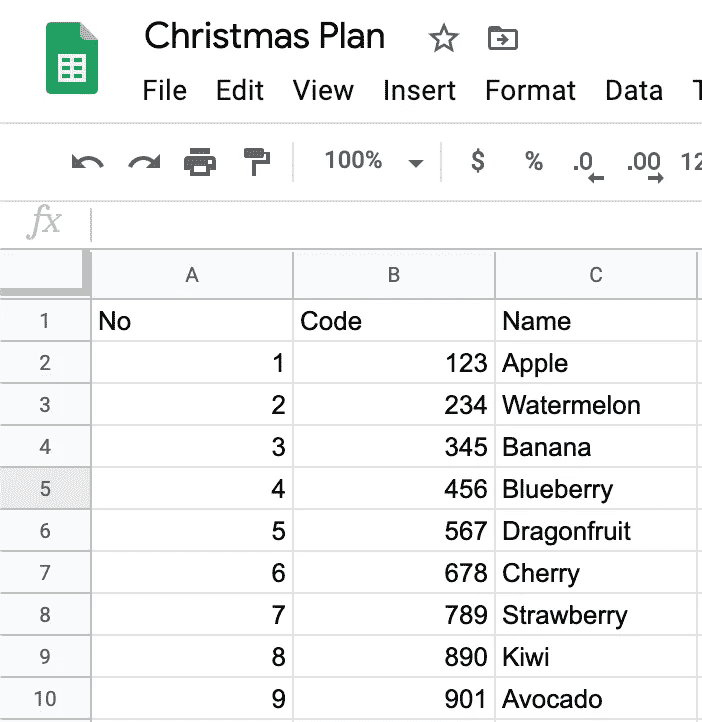 Christmas Plan
File Edit View Insert Format Data
100% $ % .0 .00 12
fx
A B C
1 No Code Name
2 1 123 Apple
3 2 234 Watermelon
4 3 345 Banana
5 4 456 Blueberry
6 5 567 Dragonfruit
7 6 678 Cherry
8 7 789 Strawberry
9 8 890 Kiwi
10 9 901 Avocado